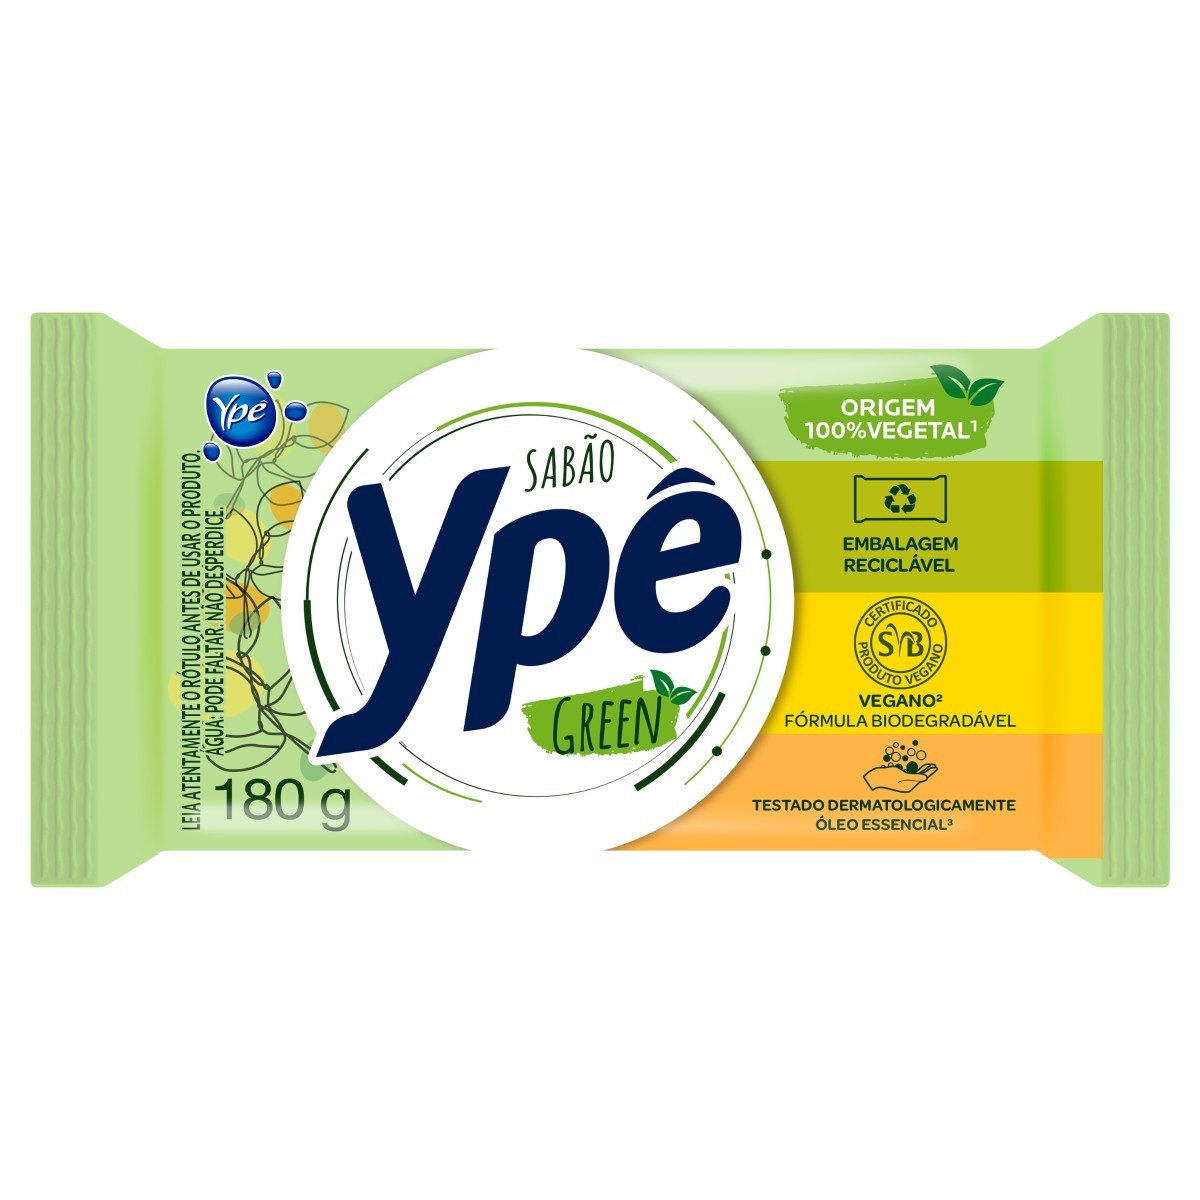 Ypê
LEIA ATENTAMENTE O RÓTULO ANTES DE USAR O PRODUTO.
ÁGUA: PODE FALTAR. NÃO DESPERDICE.
180 g
SABÃO
Ypê
GREEN
ORIGEM
100%VEGETAL¹
EMBALAGEM
RECICLÁVEL
CERTIFICADO
SVB
PRODUTO VEGANO
VEGANO²
FÓRMULA BIODEGRADÁVEL
TESTADO DERMATOLOGICAMENTE
ÓLEO ESSENCIAL³